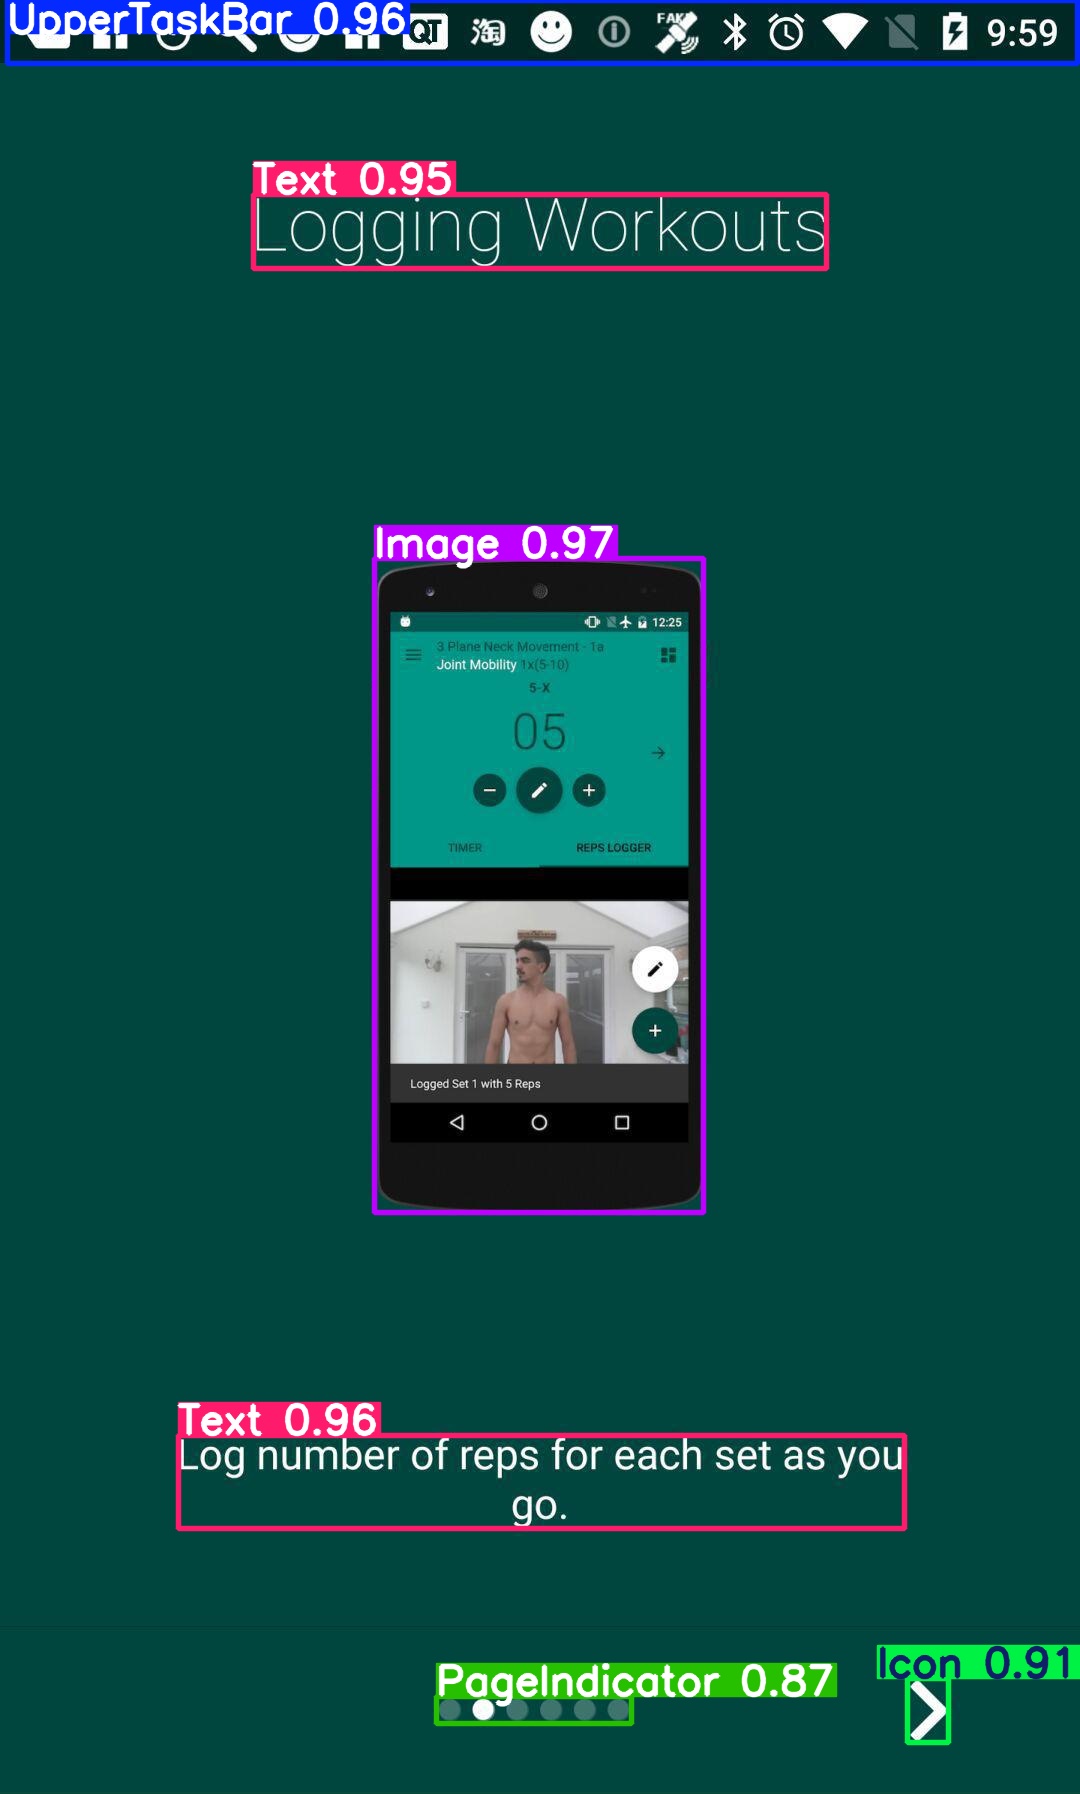 UpperTaskBar 0.96
QT 淘 FAKE 9:59
Text 0.95
Logging Workouts
Image 0.97
12:25
3 Plane Neck Movement - 1a
Joint Mobility 1x(5-10)
5-X
05
TIMER REPS LOGGER
Logged Set 1 with 5 Reps
Text 0.96
Log number of reps for each set as you
go.
Icon 0.91
PageIndicator 0.87